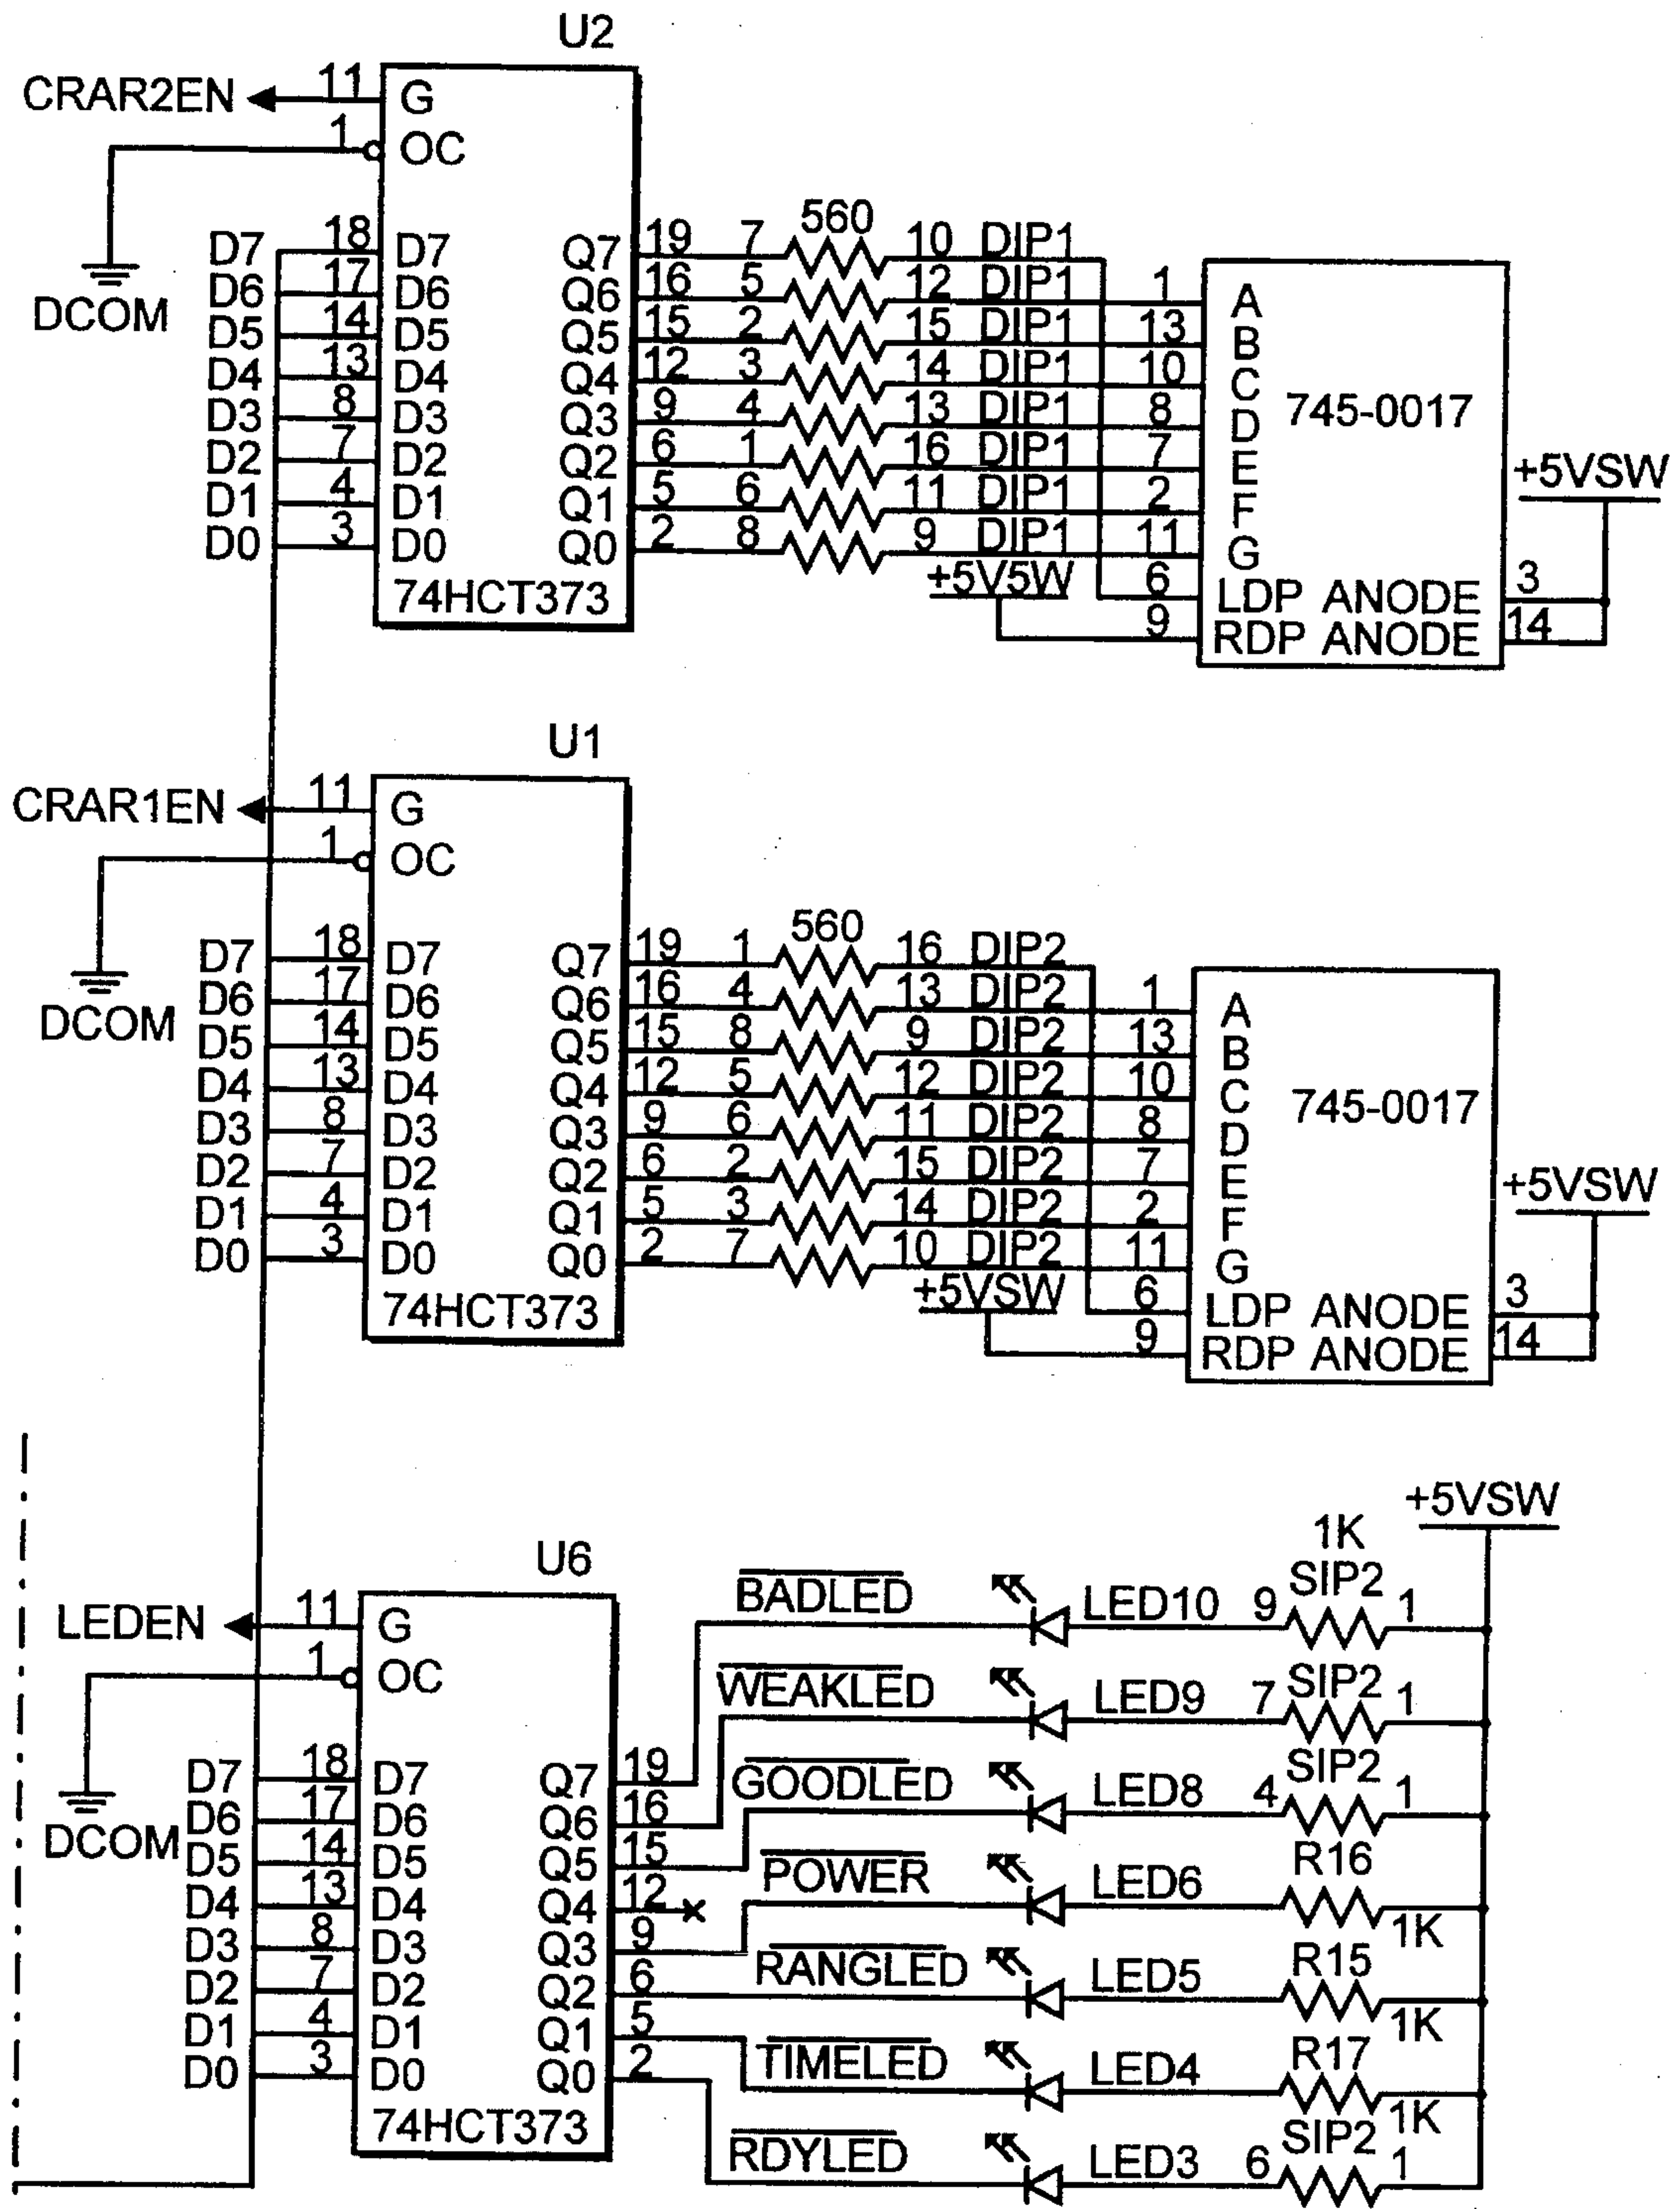 U2
CRAR2EN 11 G
1 OC
DCOM
560
D7 18 D7 Q7 19 7 10 DIP1
D6 17 D6 Q6 16 5 12 DIP1 1 A
D5 14 D5 Q5 15 2 15 DIP1 13 B
D4 13 D4 Q4 12 3 14 DIP1 10 C
D3 8 D3 Q3 9 4 13 DIP1 8 D
D2 7 D2 Q2 6 1 16 DIP1 7 E
D1 4 D1 Q1 5 6 11 DIP1 2 F
D0 3 D0 Q0 2 8 9 DIP1 11 G
745-0017
+5VSW
74HCT373
+5V5W
6 LDP ANODE 3
9 RDP ANODE 14
U1
CRAR1EN 11 G
1 OC
DCOM
560
D7 18 D7 Q7 19 1 16 DIP2
D6 17 D6 Q6 16 4 13 DIP2 1 A
D5 14 D5 Q5 15 8 9 DIP2 13 B
D4 13 D4 Q4 12 5 12 DIP2 10 C
D3 8 D3 Q3 9 6 11 DIP2 8 D
D2 7 D2 Q2 6 2 15 DIP2 7 E
D1 4 D1 Q1 5 3 14 DIP2 2 F
D0 3 D0 Q0 2 7 10 DIP2 11 G
745-0017
+5VSW
74HCT373
+5VSW
6 LDP ANODE 3
9 RDP ANODE 14
+5VSW
U6
LEDEN 11 G
1 OC
DCOM
D7 18 D7 Q7 19
D6 17 D6 Q6 16
D5 14 D5 Q5 15
D4 13 D4 Q4 12
D3 8 D3 Q3 9
D2 7 D2 Q2 6
D1 4 D1 Q1 5
D0 3 D0 Q0 2
74HCT373
1K
BADLED LED10 9 SIP2 1
WEAKLED LED9 7 SIP2 1
GOODLED LED8 4 SIP2 1
POWER LED6 R16 1K
RANGLED LED5 R15 1K
TIMELED LED4 R17 1K
RDYLED LED3 6 SIP2 1